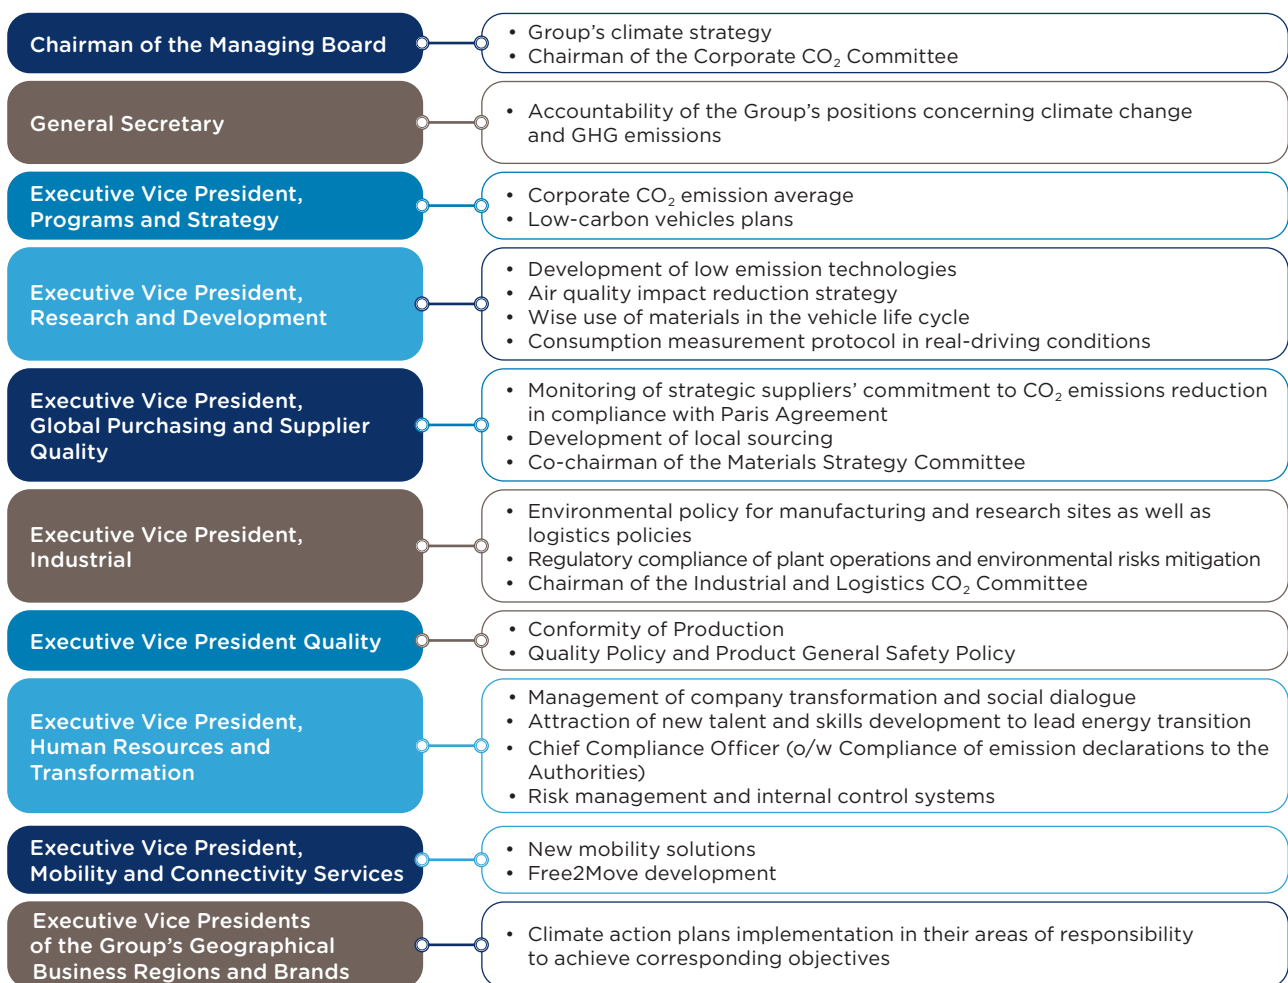 Chairman of the Managing Board
• Group's climate strategy
• Chairman of the Corporate CO₂ Committee
General Secretary
• Accountability of the Group's positions concerning climate change
and GHG emissions
Executive Vice President,
Programs and Strategy
• Corporate CO₂ emission average
• Low-carbon vehicles plans
Executive Vice President,
Research and Development
• Development of low emission technologies
• Air quality impact reduction strategy
• Wise use of materials in the vehicle life cycle
• Consumption measurement protocol in real-driving conditions
Executive Vice President,
Global Purchasing and Supplier
Quality
• Monitoring of strategic suppliers' commitment to CO₂ emissions reduction
in compliance with Paris Agreement
• Development of local sourcing
• Co-chairman of the Materials Strategy Committee
Executive Vice President,
Industrial
• Environmental policy for manufacturing and research sites as well as
logistics policies
• Regulatory compliance of plant operations and environmental risks mitigation
• Chairman of the Industrial and Logistics CO₂ Committee
Executive Vice President Quality
• Conformity of Production
• Quality Policy and Product General Safety Policy
Executive Vice President,
Human Resources and
Transformation
• Management of company transformation and social dialogue
• Attraction of new talent and skills development to lead energy transition
• Chief Compliance Officer (o/w Compliance of emission declarations to the
Authorities)
• Risk management and internal control systems
Executive Vice President,
Mobility and Connectivity Services
• New mobility solutions
• Free2Move development
Executive Vice Presidents
of the Group's Geographical
Business Regions and Brands
• Climate action plans implementation in their areas of responsibility
to achieve corresponding objectives